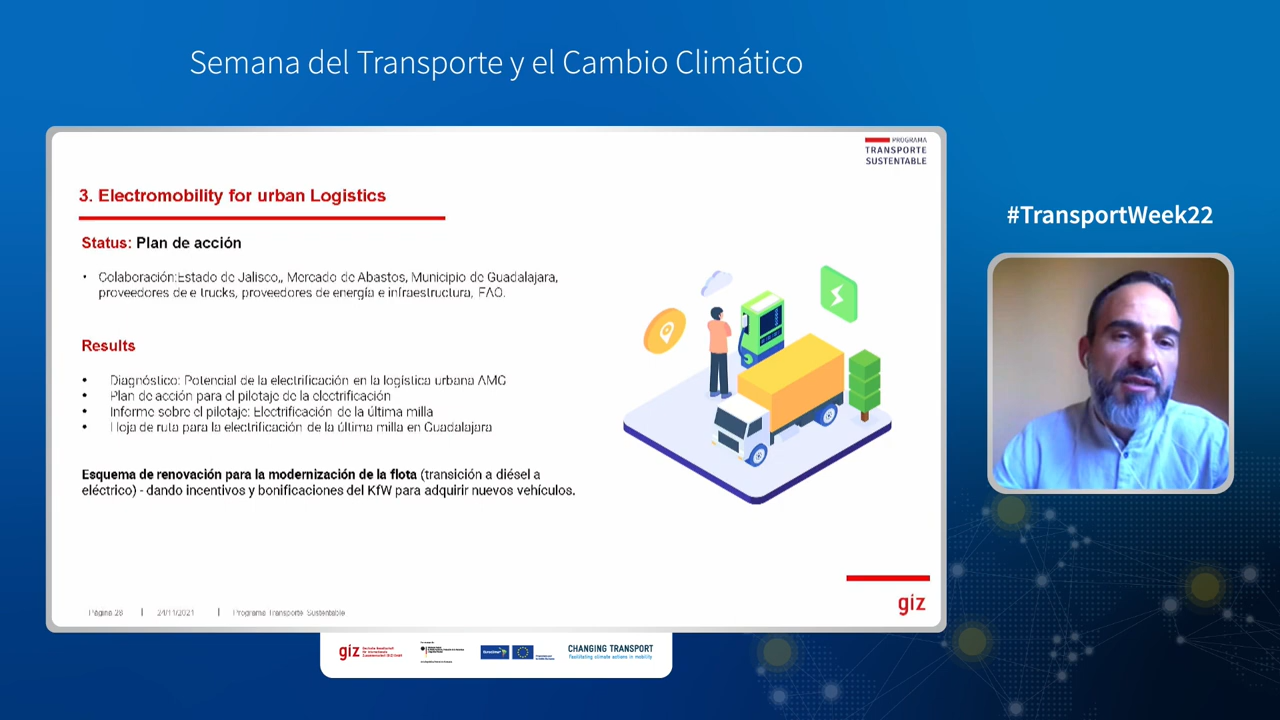 Semana del Transporte y el Cambio Climático
PROGRAMA
TRANSPORTE
SUSTENTABLE
3. Electromobility for urban Logistics
Status: Plan de acción
• Colaboración:Estado de Jalisco,, Mercado de Abastos, Municipio de Guadalajara,
proveedores de e trucks, proveedores de energía e infraestructura, FAO.
Results
• Diagnóstico: Potencial de la electrificación en la logística urbana AMG
• Plan de acción para el pilotaje de la electrificación
• Informe sobre el pilotaje: Electrificación de la última milla
• Hoja de ruta para la electrificación de la última milla en Guadalajara
Esquema de renovación para la modernización de la flota (transición a diésel a
eléctrico) - dando incentivos y bonificaciones del KfW para adquirir nuevos vehículos.
Página 28 | 24/11/2021 | Programa Transporte Sustentable
giz
#TransportWeek22
giz
CHANGING TRANSPORT
Facilitating climate actions in mobility